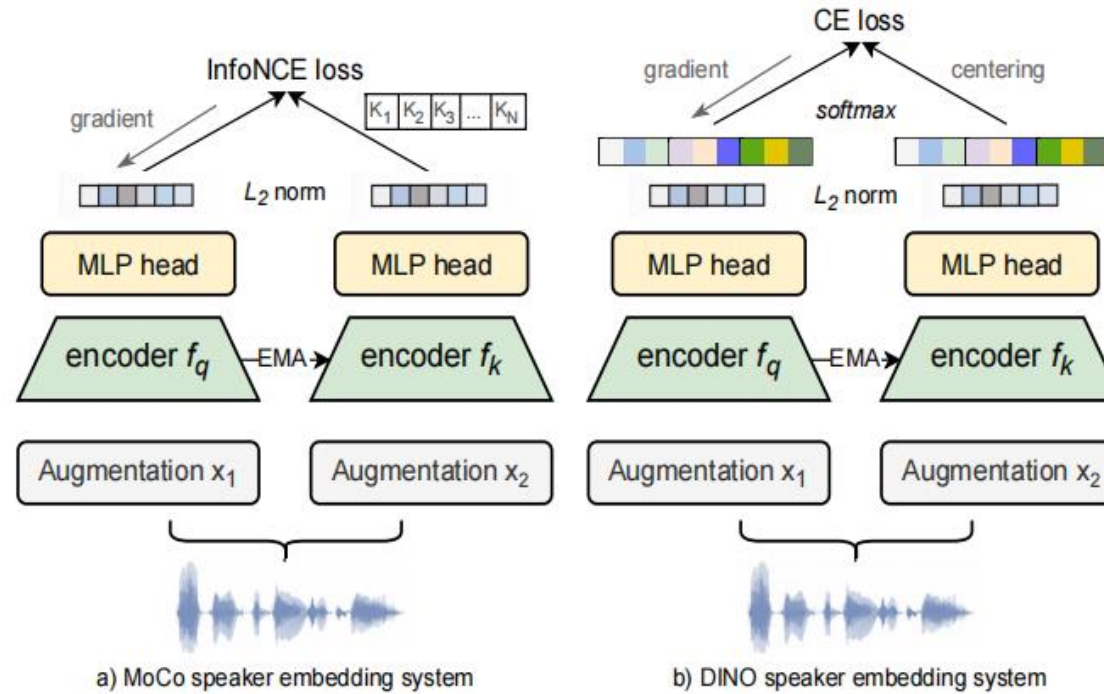 InfoNCE loss
gradient
K1 K2 K3 ... KN
L2 norm
MLP head MLP head
encoder fq EMA encoder fk
Augmentation x1 Augmentation x2
a) MoCo speaker embedding system
CE loss
gradient centering
softmax
L2 norm
MLP head MLP head
encoder fq EMA encoder fk
Augmentation x1 Augmentation x2
b) DINO speaker embedding system